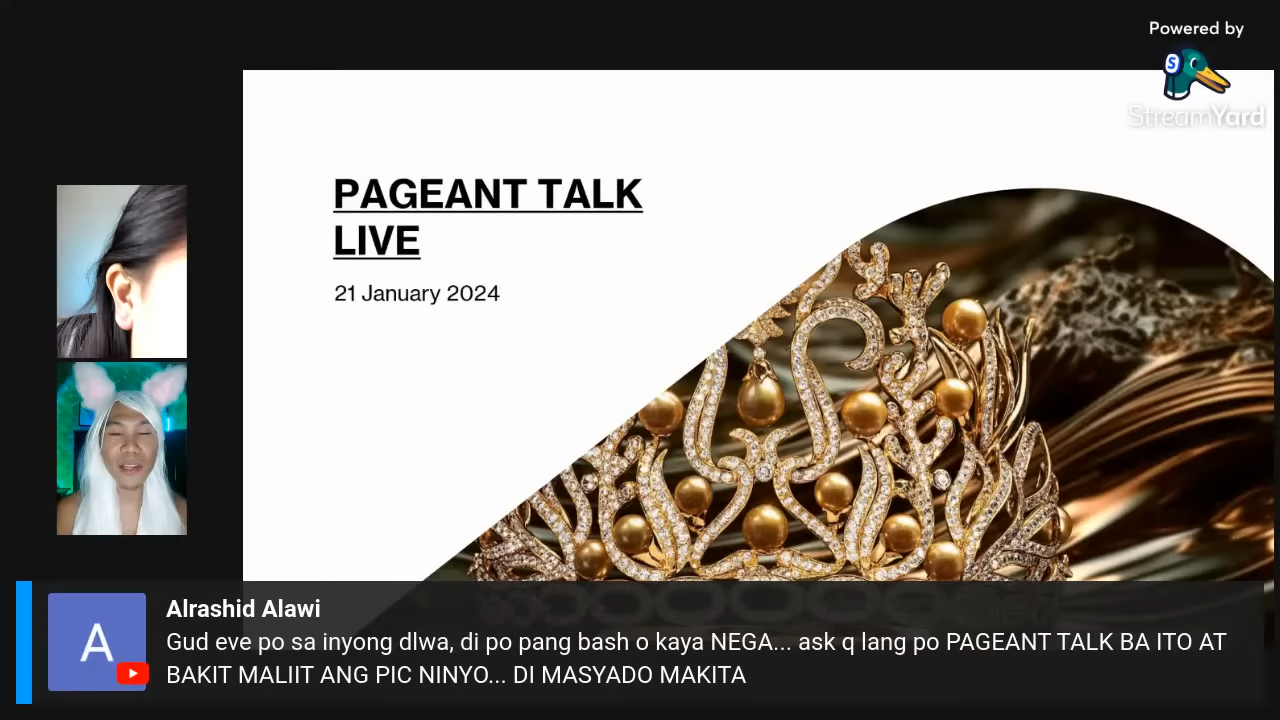 Powered by
S
StreamYard
PAGEANT TALK
LIVE
21 January 2024
A
Alrashid Alawi
Gud eve po sa inyong dlwa, di po pang bash o kaya NEGA... ask q lang po PAGEANT TALK BA ITO AT
BAKIT MALIIT ANG PIC NINYO... DI MASYADO MAKITA